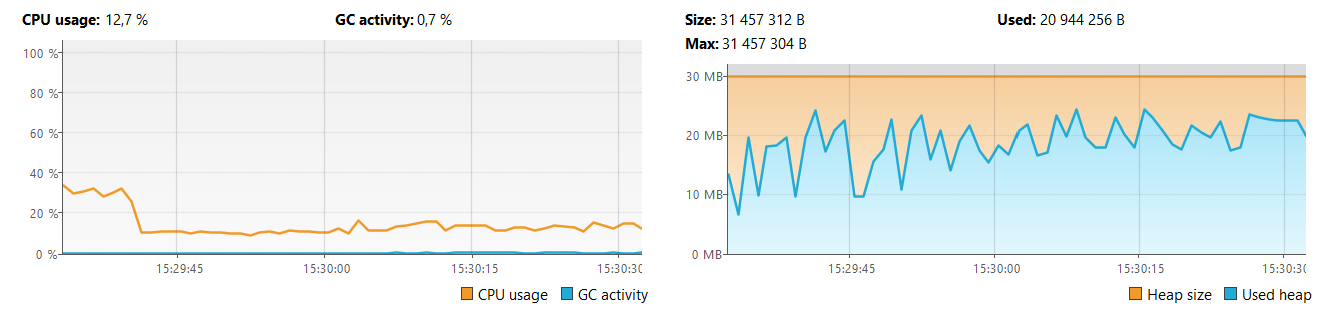 CPU usage: 12,7 %
GC activity: 0,7 %
100 %
80 %
60 %
40 %
20 %
0 %
15:29:45
15:30:00
15:30:15
15:30:30
CPU usage
GC activity
Size: 31 457 312 B
Used: 20 944 256 B
Max: 31 457 304 B
30 MB
20 MB
10 MB
0 MB
15:29:45
15:30:00
15:30:15
15:30:30
Heap size
Used heap